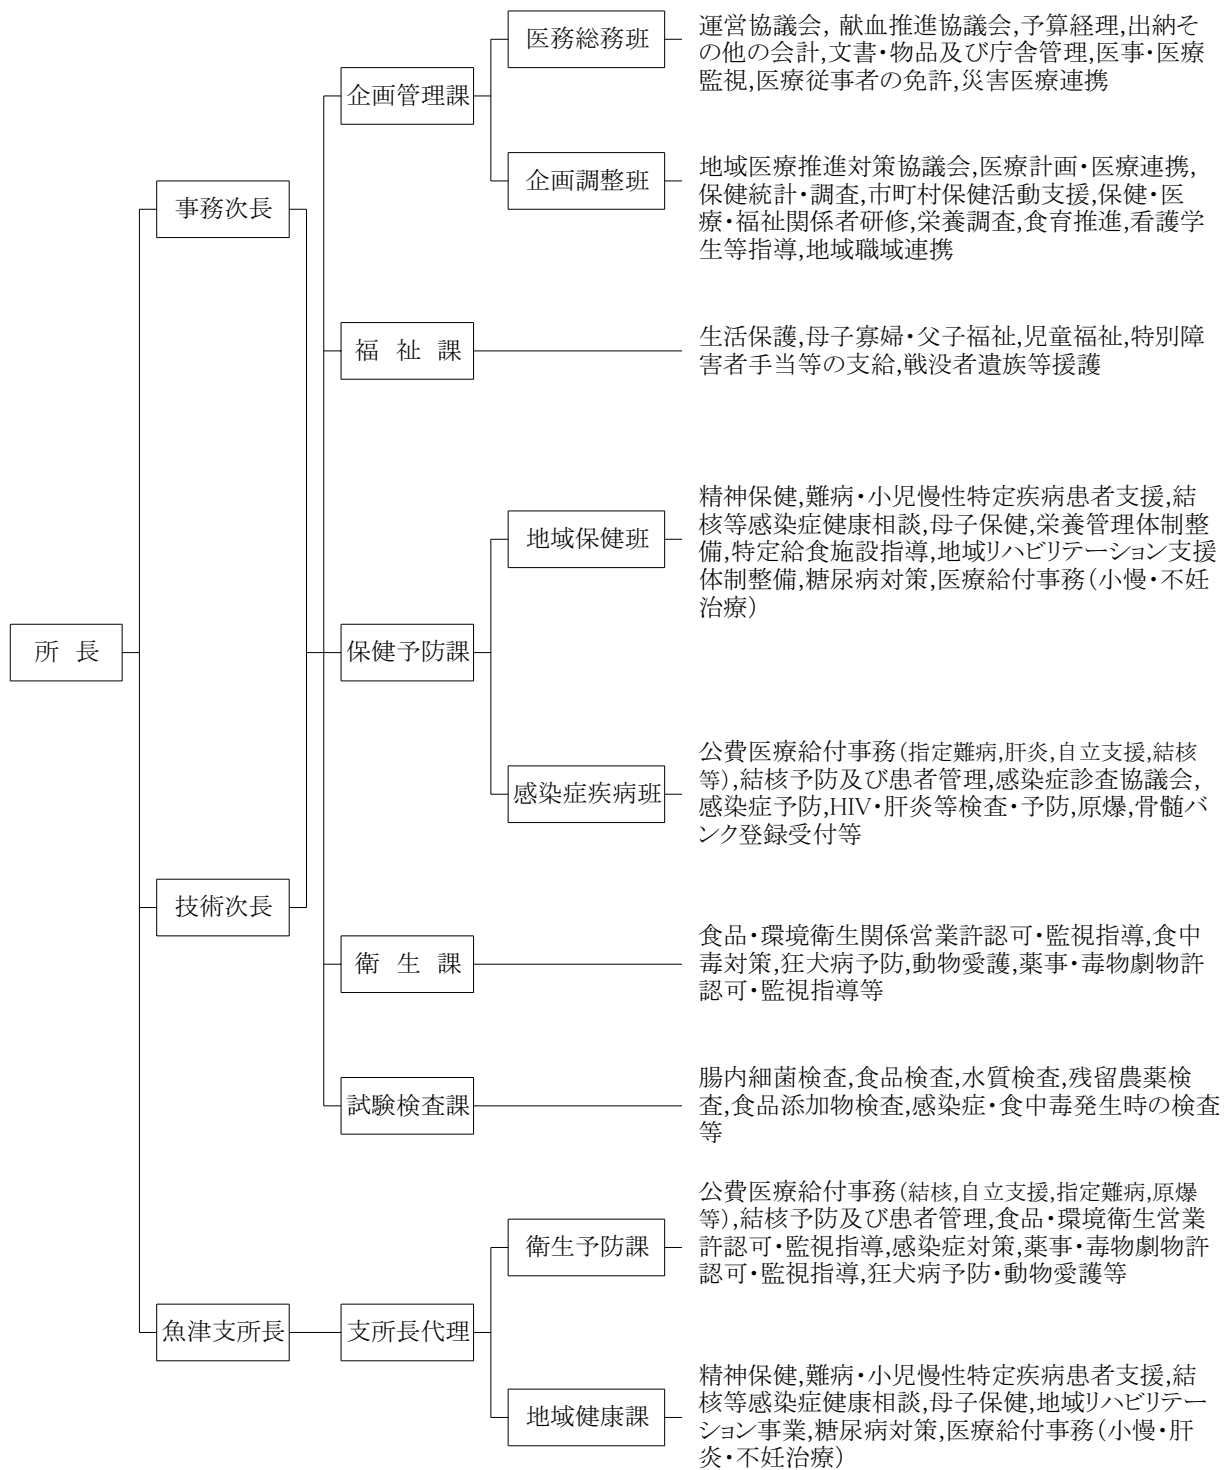 医務総務班
運営協議会, 献血推進協議会,予算経理,出納そ
の他の会計,文書・物品及び庁舎管理,医事・医療
監視,医療従事者の免許,災害医療連携
企画管理課
企画調整班
地域医療推進対策協議会,医療計画・医療連携,
保健統計・調査,市町村保健活動支援,保健・医
療・福祉関係者研修,栄養調査,食育推進,看護学
生等指導,地域職域連携
事務次長
福 祉 課
生活保護,母子寡婦・父子福祉,児童福祉,特別障
害者手当等の支給,戦没者遺族等援護
地域保健班
精神保健,難病・小児慢性特定疾病患者支援,結
核等感染症健康相談,母子保健,栄養管理体制整
備,特定給食施設指導,地域リハビリテーション支援
体制整備,糖尿病対策,医療給付事務(小慢・不妊
治療)
所 長
保健予防課
感染症疾病班
公費医療給付事務(指定難病,肝炎,自立支援,結核
等),結核予防及び患者管理,感染症診査協議会,
感染症予防,HIV・肝炎等検査・予防,原爆,骨髄バ
ンク登録受付等
技術次長
衛 生 課
食品・環境衛生関係営業許認可・監視指導,食中
毒対策,狂犬病予防,動物愛護,薬事・毒物劇物許
認可・監視指導等
試験検査課
腸内細菌検査,食品検査,水質検査,残留農薬検
査,食品添加物検査,感染症・食中毒発生時の検査
等
衛生予防課
公費医療給付事務(結核,自立支援,指定難病,原爆
等),結核予防及び患者管理,食品・環境衛生営業
許認可・監視指導,感染症対策,薬事・毒物劇物許
認可・監視指導,狂犬病予防・動物愛護等
魚津支所長
支所長代理
地域健康課
精神保健,難病・小児慢性特定疾病患者支援,結
核等感染症健康相談,母子保健,地域リハビリテー
ション事業,糖尿病対策,医療給付事務(小慢・肝
炎・不妊治療)